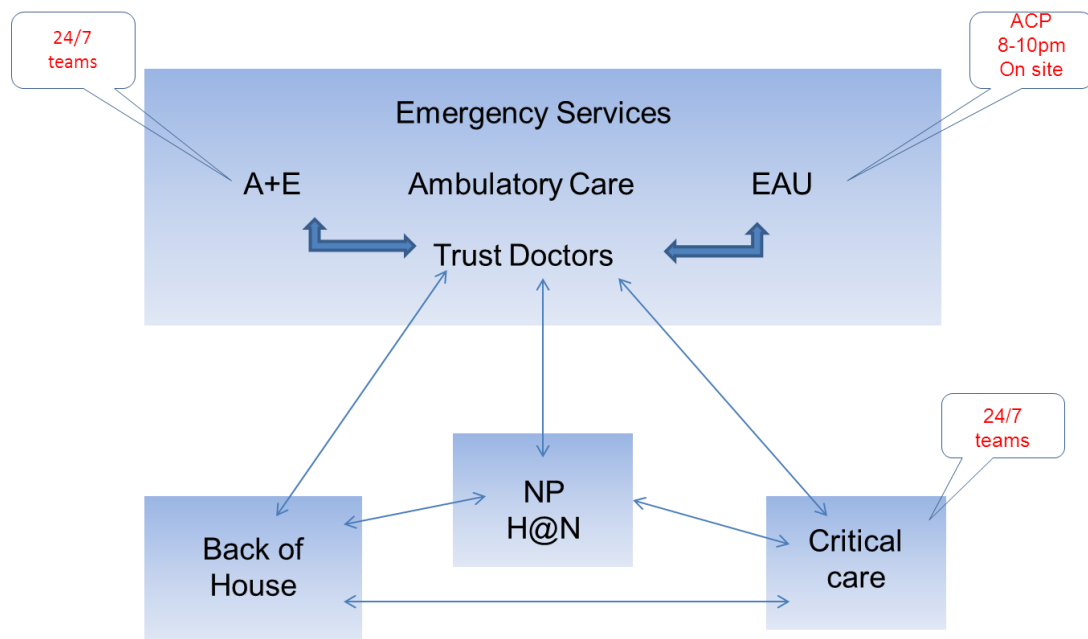 24/7
teams
ACP
8-10pm
On site
Emergency Services
A+E
Ambulatory Care
EAU
Trust Doctors
24/7
teams
NP
H@N
Back of
House
Critical
care